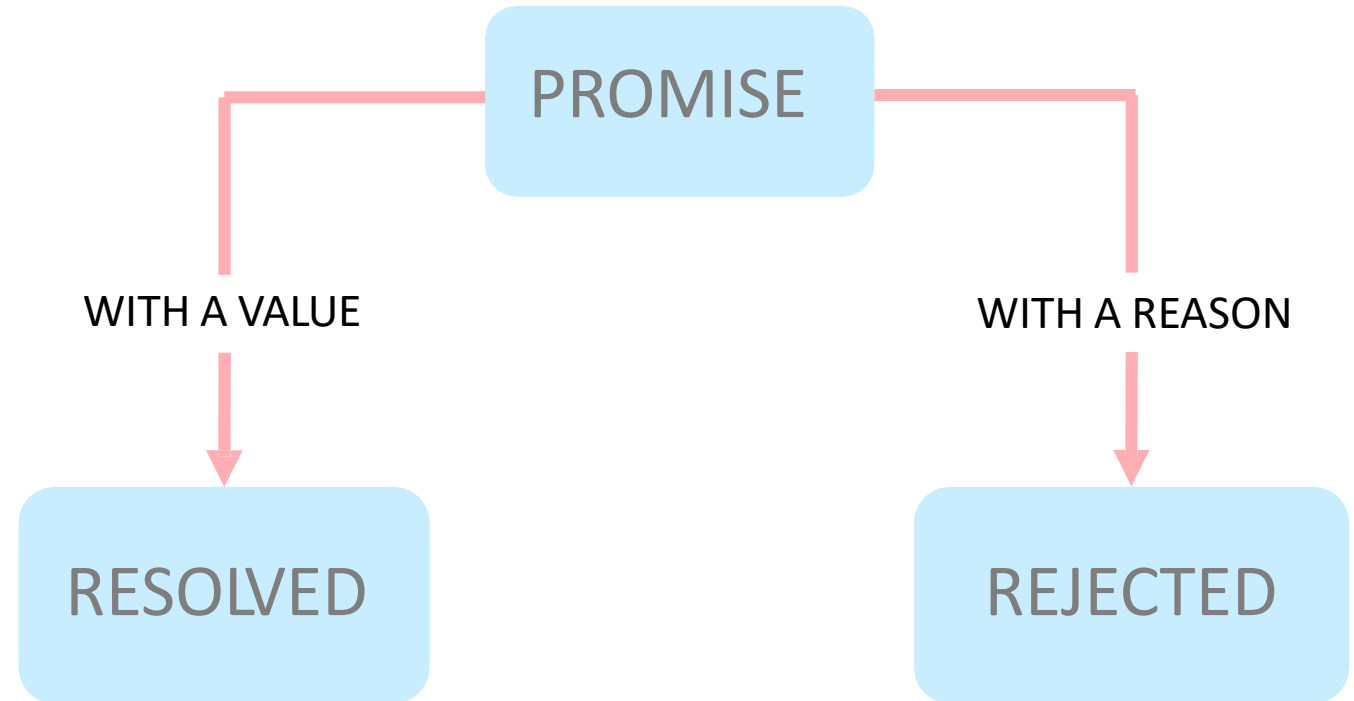 PROMISE
WITH A VALUE
WITH A REASON
RESOLVED
REJECTED